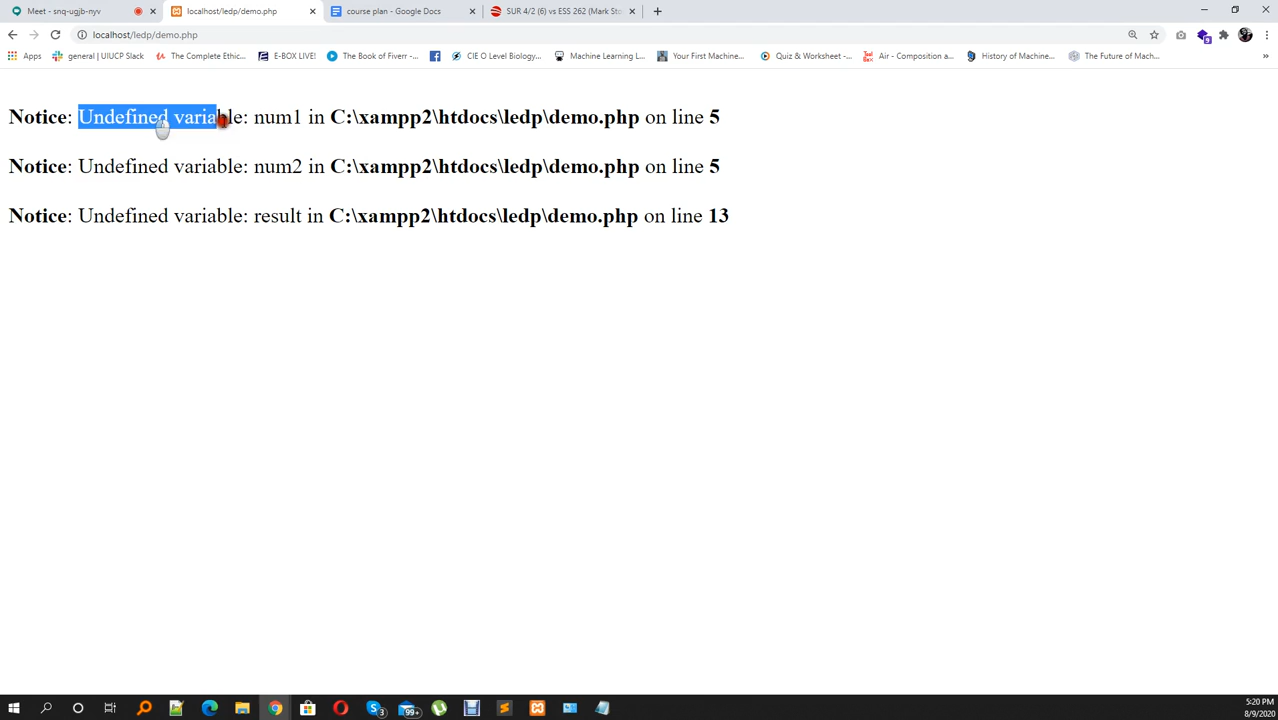 Meet - snq-ugjb-nyv
localhost/ledp/demo.php
course plan - Google Docs
SUR 4/2 (6) vs ESS 262 (Mark Sto
localhost/ledp/demo.php
9
Apps
general | UIUCP Slack
The Complete Ethic...
E-BOX LIVE!
The Book of Fiverr -...
CIE O Level Biology...
Machine Learning L...
Your First Machine...
Quiz & Worksheet -...
Air - Composition a...
History of Machine...
The Future of Mach...
»
Notice: Undefined variable: num1 in C:\xampp2\htdocs\ledp\demo.php on line 5
Notice: Undefined variable: num2 in C:\xampp2\htdocs\ledp\demo.php on line 5
Notice: Undefined variable: result in C:\xampp2\htdocs\ledp\demo.php on line 13
3
99+
5:20 PM
8/9/2020